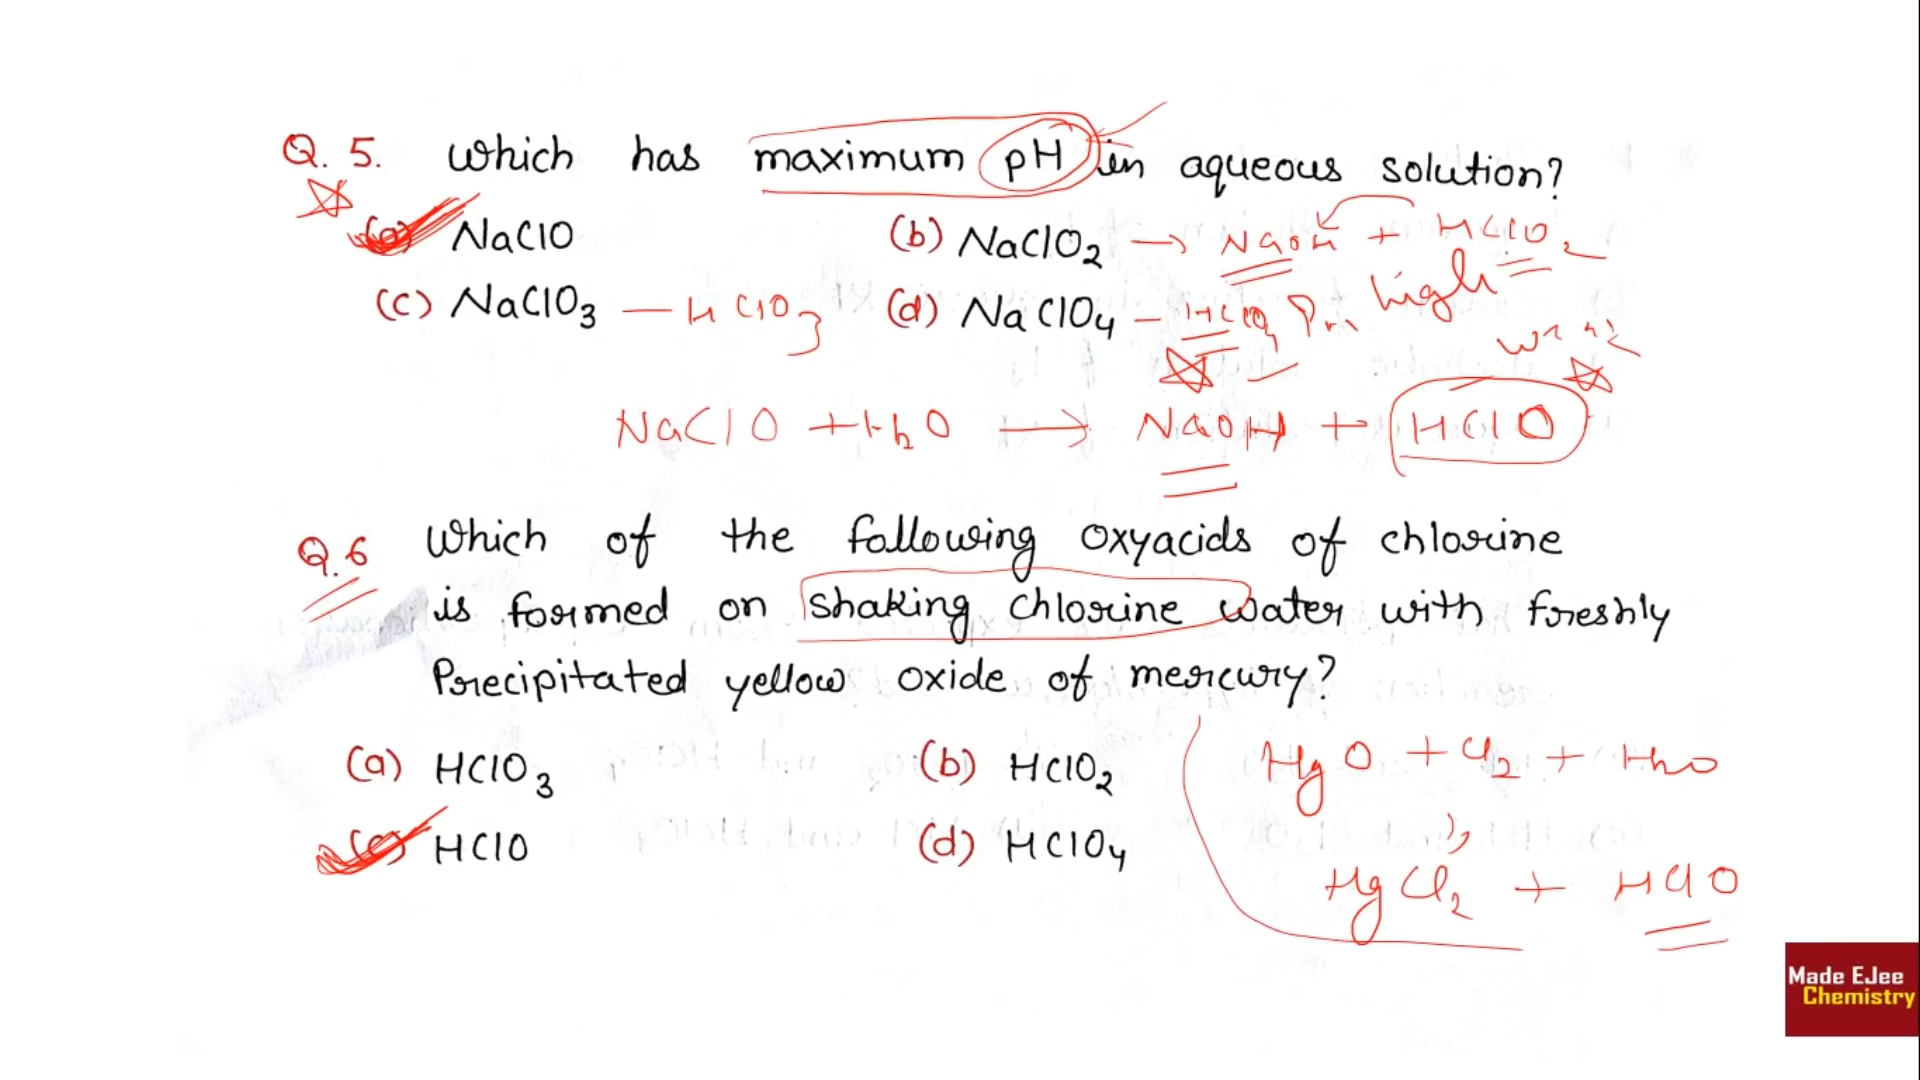 Q. 5. Which has maximum pH in aqueous solution?
(a) NaClO (b) NaClO2 → NaOH + HClO2
(c) NaClO3 — HClO3 (d) NaClO4 — HClO4 high
weak
NaClO + H2O → NaOH + HClO
Q.6 Which of the following oxyacids of chlorine
is formed on shaking chlorine water with freshly
Precipitated yellow oxide of mercury?
(a) HClO3 (b) HClO2
HgO + Cl2 + H2O
(c) HClO (d) HClO4
HgCl2 + HClO
Made EJee
Chemistry